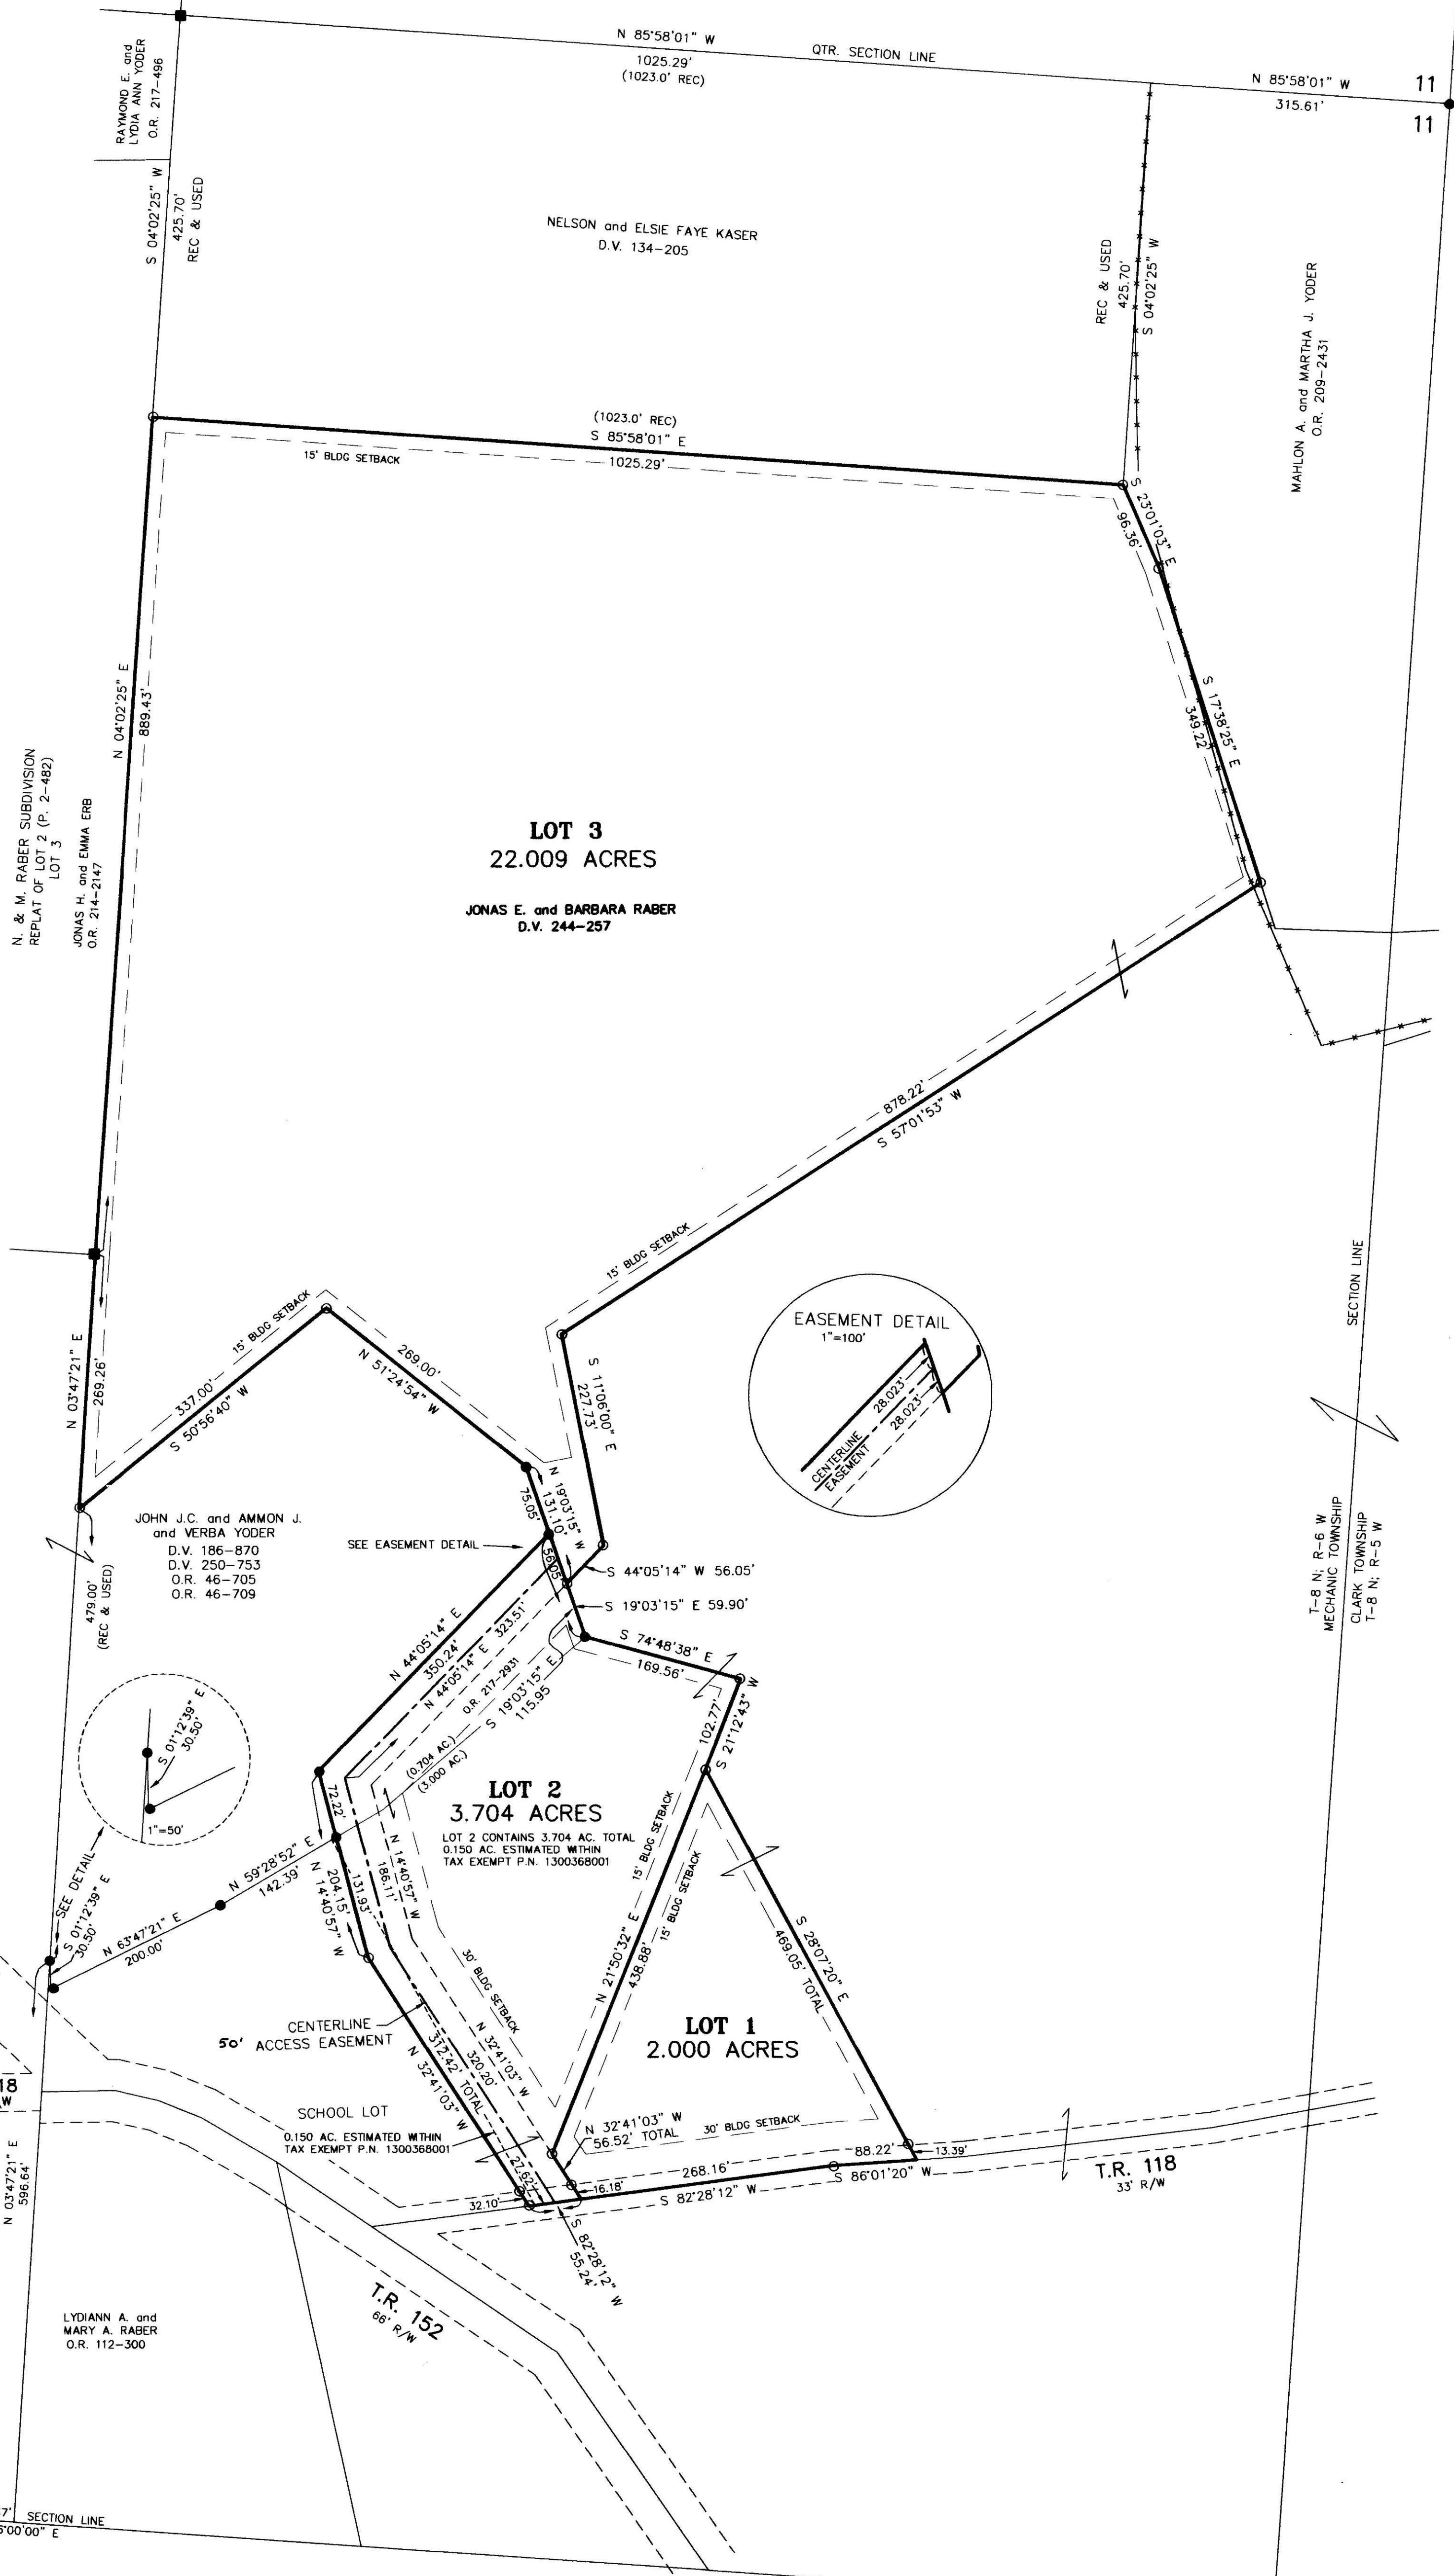 N 85°58'01" W
1025.29'
(1023.0' REC)
QTR. SECTION LINE
N 85°58'01" W
315.61'
11
11
RAYMOND E. and
LYDIA ANN YODER
O.R. 217-496
S 04°02'25" W
425.70'
REC & USED
NELSON and ELSIE FAYE KASER
D.V. 134-205
REC & USED
425.70'
S 04°02'25" W
MAHLON A. and MARTHA J. YODER
O.R. 209-2431
(1023.0' REC)
S 85°58'01" E
1025.29'
15' BLDG SETBACK
S 23°01'03" E
96.36'
S 17°38'25" E
349.22'
N 04°02'25" E
889.43'
N. & M. RABER SUBDIVISION
REPLAT OF LOT 2 (P. 2-482)
LOT 3
JONAS H. and EMMA ERB
O.R. 214-2147
LOT 3
22.009 ACRES
JONAS E. and BARBARA RABER
D.V. 244-257
878.22'
S 57°01'53" W
15' BLDG SETBACK
SECTION LINE
EASEMENT DETAIL
1"=100'
28.023'
28.023'
CENTERLINE
EASEMENT
N 03°47'21" E
269.26'
15' BLDG SETBACK
337.00'
S 50°56'40" W
269.00'
N 51°24'54" W
S 11°06'00" E
227.73'
N 19°03'15" W
131.10'
75.05'
56.05'
JOHN J.C. and AMMON J.
and VERBA YODER
D.V. 186-870
D.V. 250-753
O.R. 46-705
O.R. 46-709
SEE EASEMENT DETAIL
S 44°05'14" W 56.05'
S 19°03'15" E 59.90'
T-8 N; R-6 W
MECHANIC TOWNSHIP
CLARK TOWNSHIP
T-8 N; R-5 W
479.00'
(REC & USED)
N 44°05'14" E
350.24'
N 44°05'14" E 323.51'
O.R. 217-2931
S 19°03'15" E
115.95
S 74°48'38" E
169.56'
102.77'
S 21°12'43" W
S 01°12'39" E
30.50'
1"=50'
(0.704 AC.)
(3.000 AC.)
72.22'
LOT 2
3.704 ACRES
LOT 2 CONTAINS 3.704 AC. TOTAL
0.150 AC. ESTIMATED WITHIN
TAX EXEMPT P.N. 1300368001
15' BLDG SETBACK
15' BLDG SETBACK
SEE DETAIL
S 01°12'39" E
30.50'
N 63°47'21" E
200.00'
N 59°28'52" E
142.39'
131.93'
204.15'
N 14°40'57" W
N 14°40'57" W
186.11'
30' BLDG SETBACK
N 21°50'32" E
438.88'
S 28°07'20" E
469.05' TOTAL
LOT 1
2.000 ACRES
CENTERLINE
50' ACCESS EASEMENT
N 32°41'03" W
312.42' TOTAL
320.20'
N 32°41'03" W
SCHOOL LOT
0.150 AC. ESTIMATED WITHIN
TAX EXEMPT P.N. 1300368001
N 32°41'03" W
56.52' TOTAL
30' BLDG SETBACK
27.62'
32.10'
16.18'
268.16'
88.22'
13.39'
S 82°28'12" W
S 86°01'20" W
S 82°28'12" W
55.24'
T.R. 118
33' R/W
18
W
N 03°47'21" E
596.64'
T.R. 152
66' R/W
LYDIANN A. and
MARY A. RABER
O.R. 112-300
7'
SECTION LINE
°00'00" E